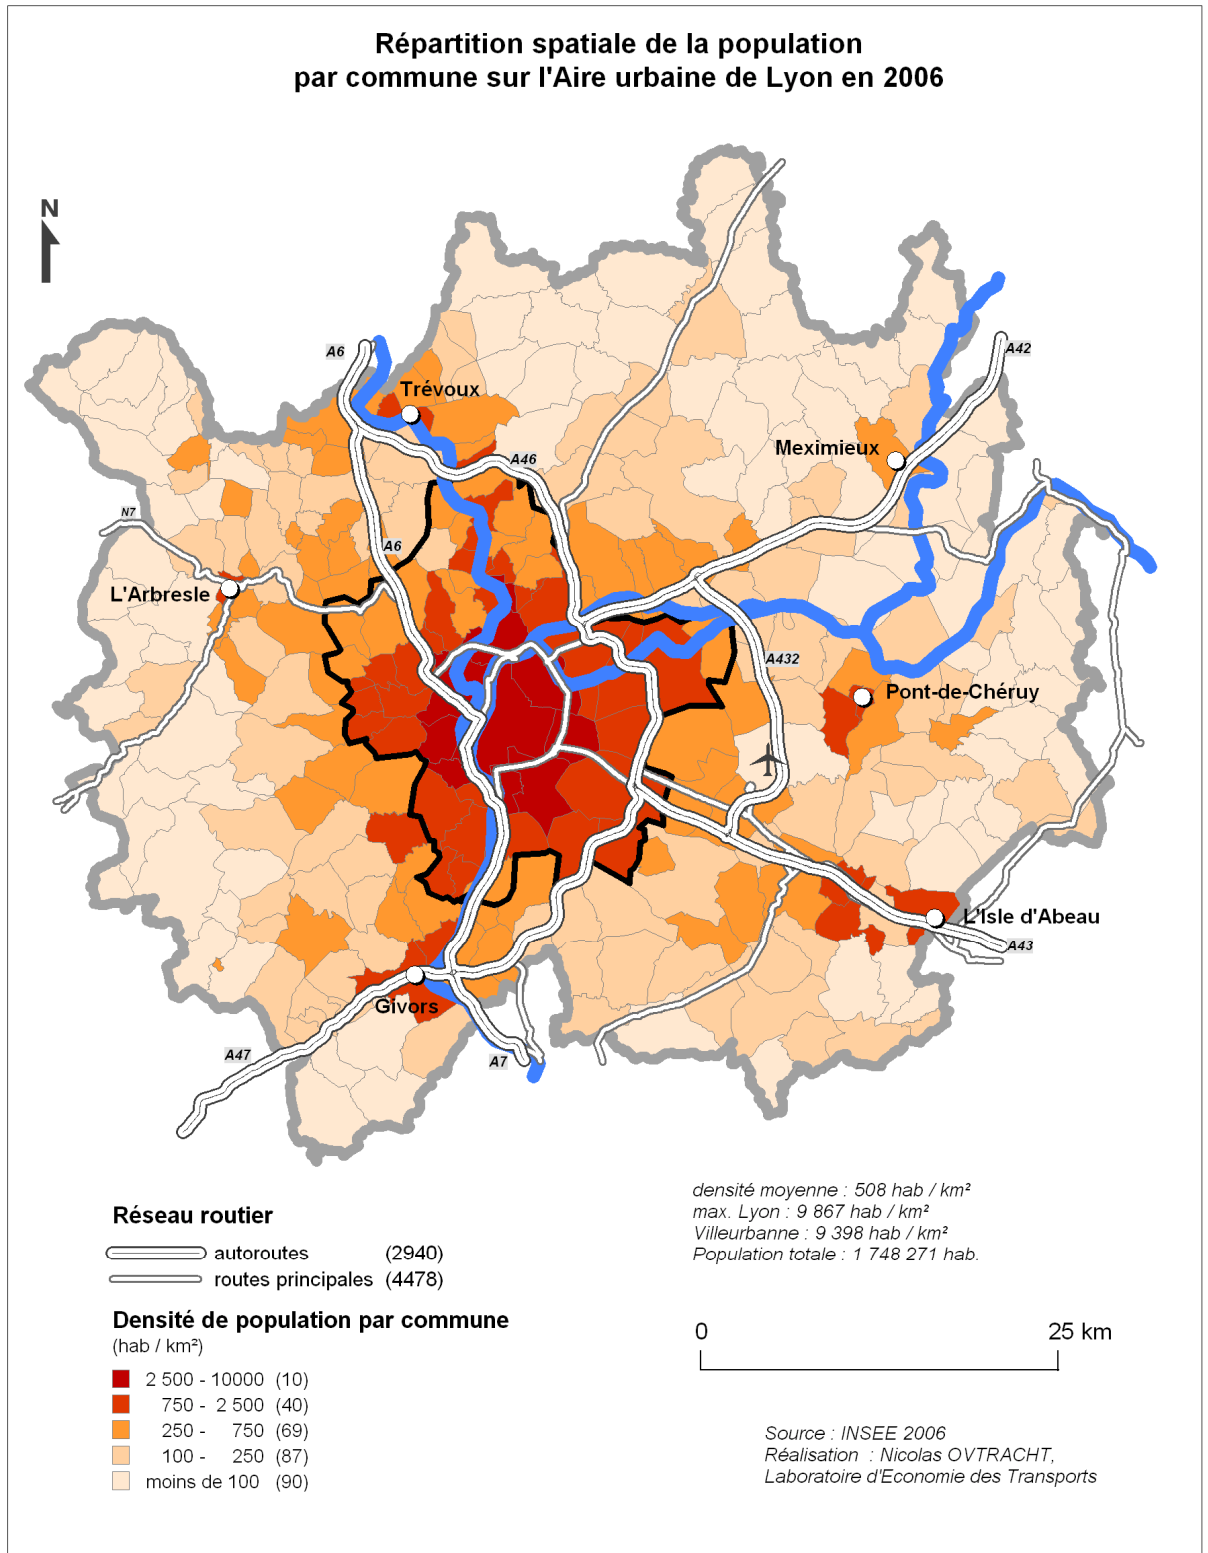 Répartition spatiale de la population
par commune sur l'Aire urbaine de Lyon en 2006
N
A6
A42
Trévoux
Meximieux
A46
N7
A6
L'Arbresle
A432
Pont-de-Chéruy
L'Isle d'Abeau
A43
Givors
A47
A7
densité moyenne : 508 hab / km²
max. Lyon : 9 867 hab / km²
Villeurbanne : 9 398 hab / km²
Population totale : 1 748 271 hab.
Réseau routier
autoroutes (2940)
routes principales (4478)
Densité de population par commune
(hab / km²)
2 500 - 10000 (10)
750 - 2 500 (40)
250 - 750 (69)
100 - 250 (87)
moins de 100 (90)
0 25 km
Source : INSEE 2006
Réalisation : Nicolas OVTRACHT,
Laboratoire d'Economie des Transports